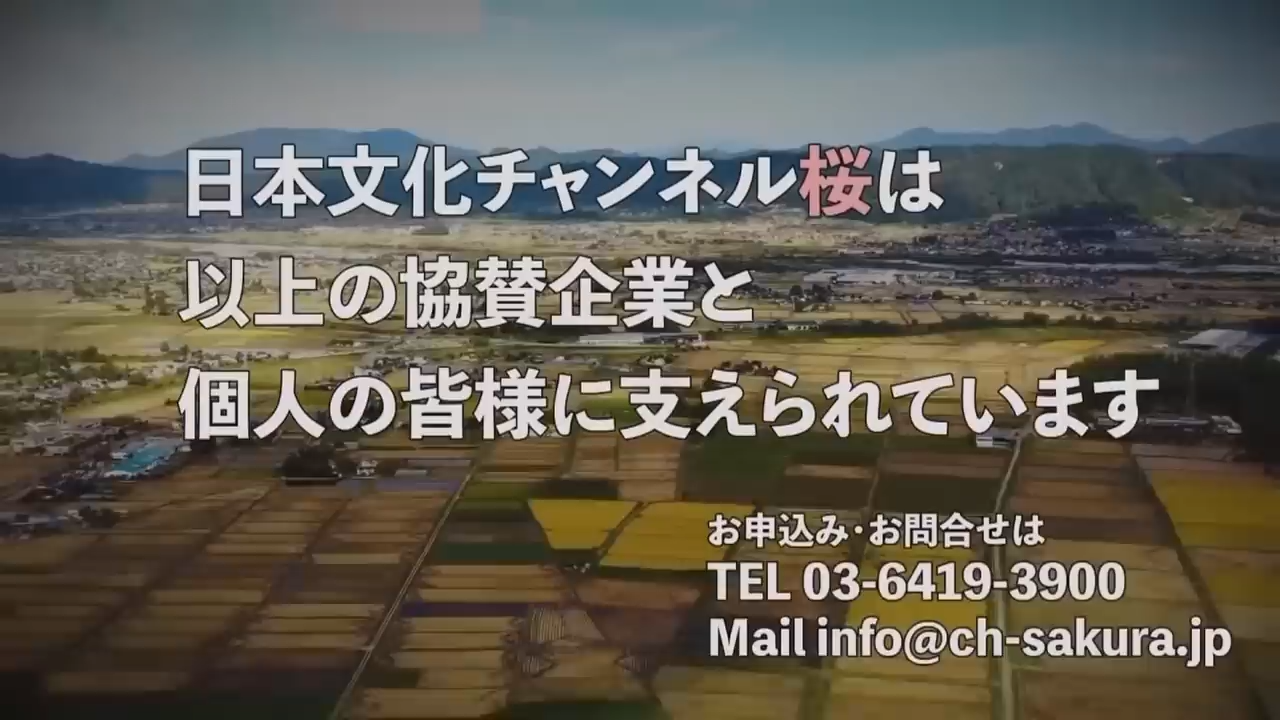 日本文化チャンネル桜は
以上の協賛企業と
個人の皆様に支えられています
お申込み・お問合せは
TEL 03-6419-3900
Mail info@ch-sakura.jp